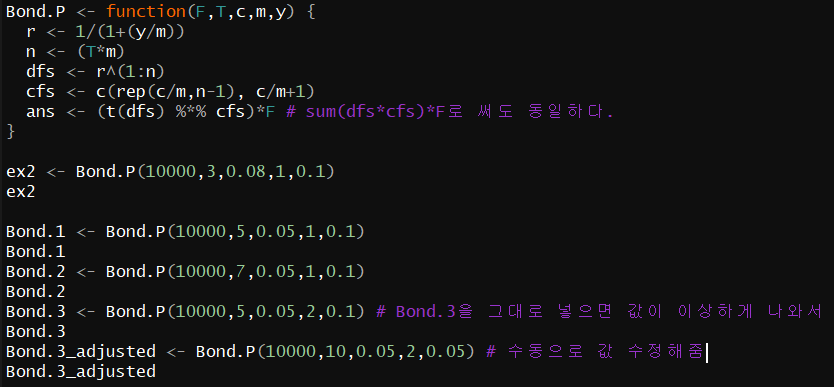 Bond.P <- function(F,T,c,m,y) {
  r <- 1/(1+(y/m))
  n <- (T*m)
  dfs <- r^(1:n)
  cfs <- c(rep(c/m,n-1), c/m+1)
  ans <- (t(dfs) %*% cfs)*F # sum(dfs*cfs)*F로 써도 동일하다.
}
ex2 <- Bond.P(10000,3,0.08,1,0.1)
ex2
Bond.1 <- Bond.P(10000,5,0.05,1,0.1)
Bond.1
Bond.2 <- Bond.P(10000,7,0.05,1,0.1)
Bond.2
Bond.3 <- Bond.P(10000,5,0.05,2,0.1) # Bond.3을 그대로 넣으면 값이 이상하게 나와서
Bond.3
Bond.3_adjusted <- Bond.P(10000,10,0.05,2,0.05) # 수동으로 값 수정해줌
Bond.3_adjusted